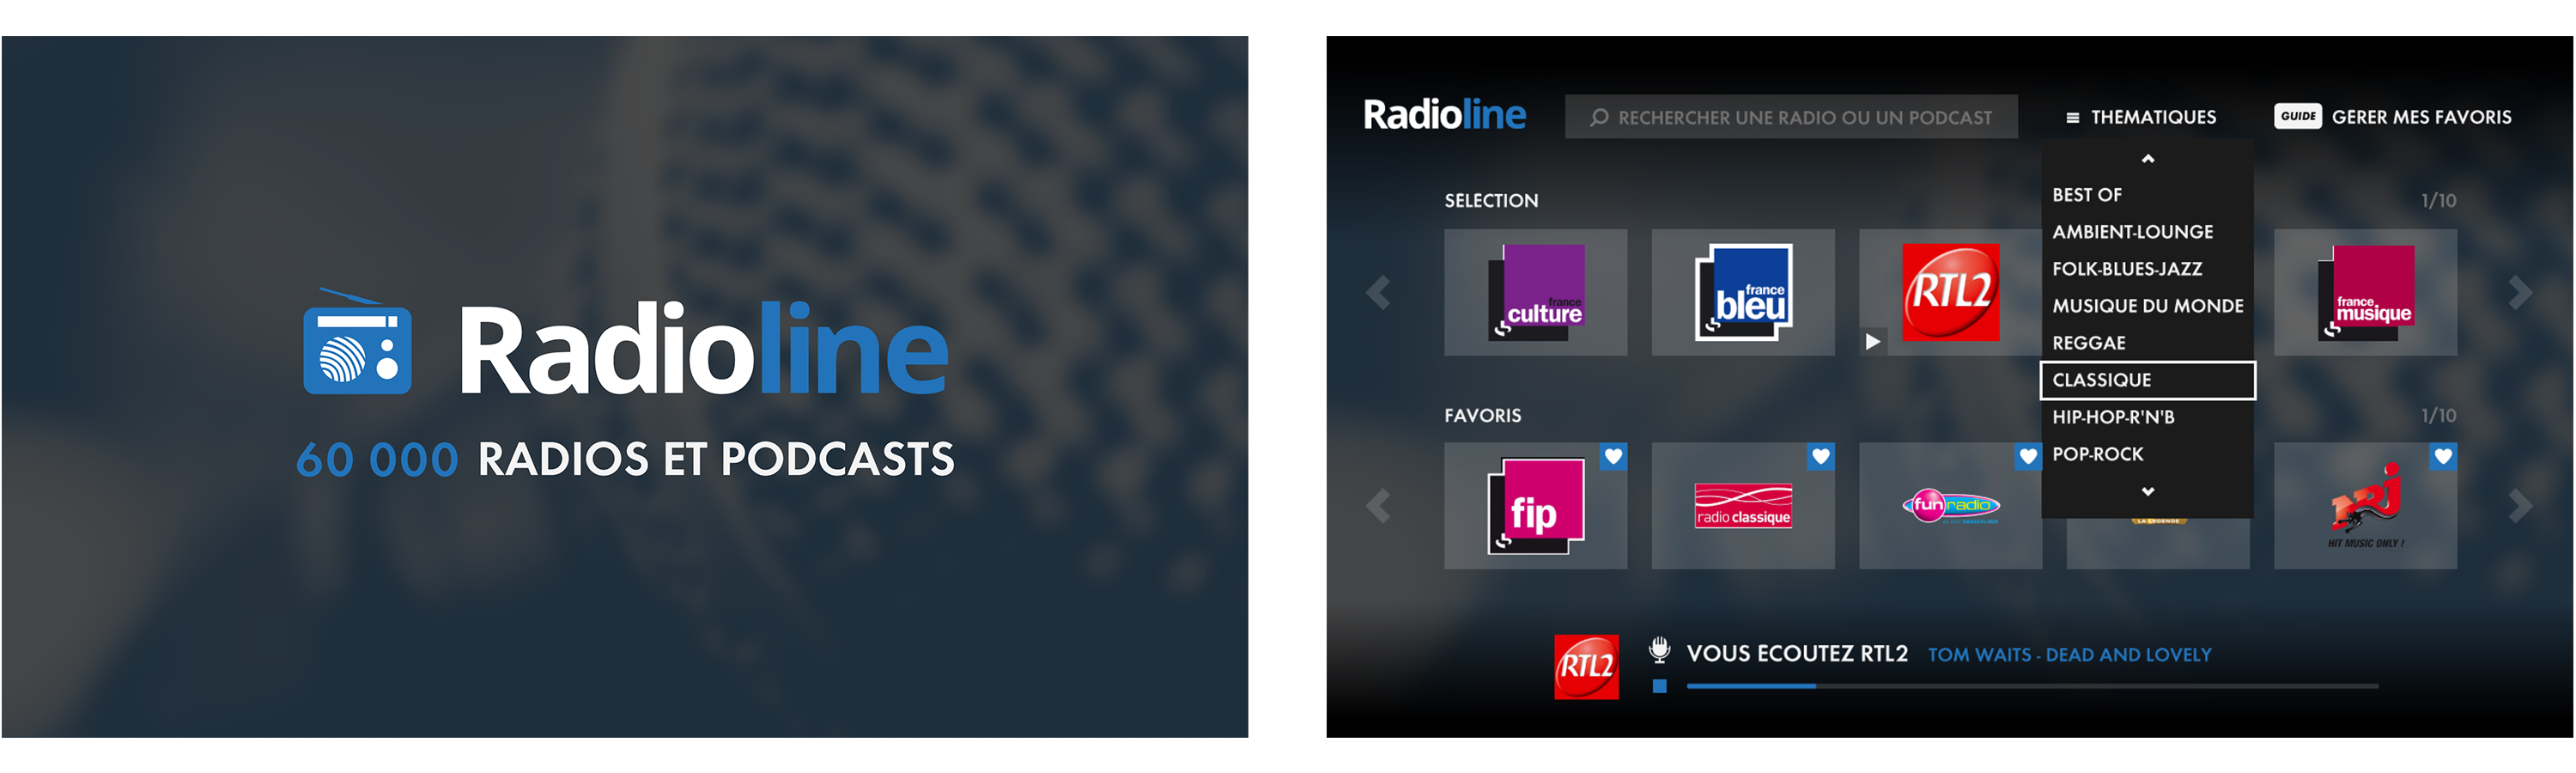 Radioline
60 000 RADIOS ET PODCASTS
Radioline
RECHERCHER UNE RADIO OU UN PODCAST
THEMATIQUES
GUIDE GERER MES FAVORIS
BEST OF
AMBIENT-LOUNGE
FOLK-BLUES-JAZZ
MUSIQUE DU MONDE
REGGAE
CLASSIQUE
HIP-HOP-R'N'B
POP-ROCK
SELECTION
1/10
france
culture
france
bleu
RTL2
france
musique
FAVORIS
1/10
fip
radio classique
fun radio
LA LEGENDE
NRJ
HIT MUSIC ONLY !
RTL2
VOUS ECOUTEZ RTL2 TOM WAITS - DEAD AND LOVELY